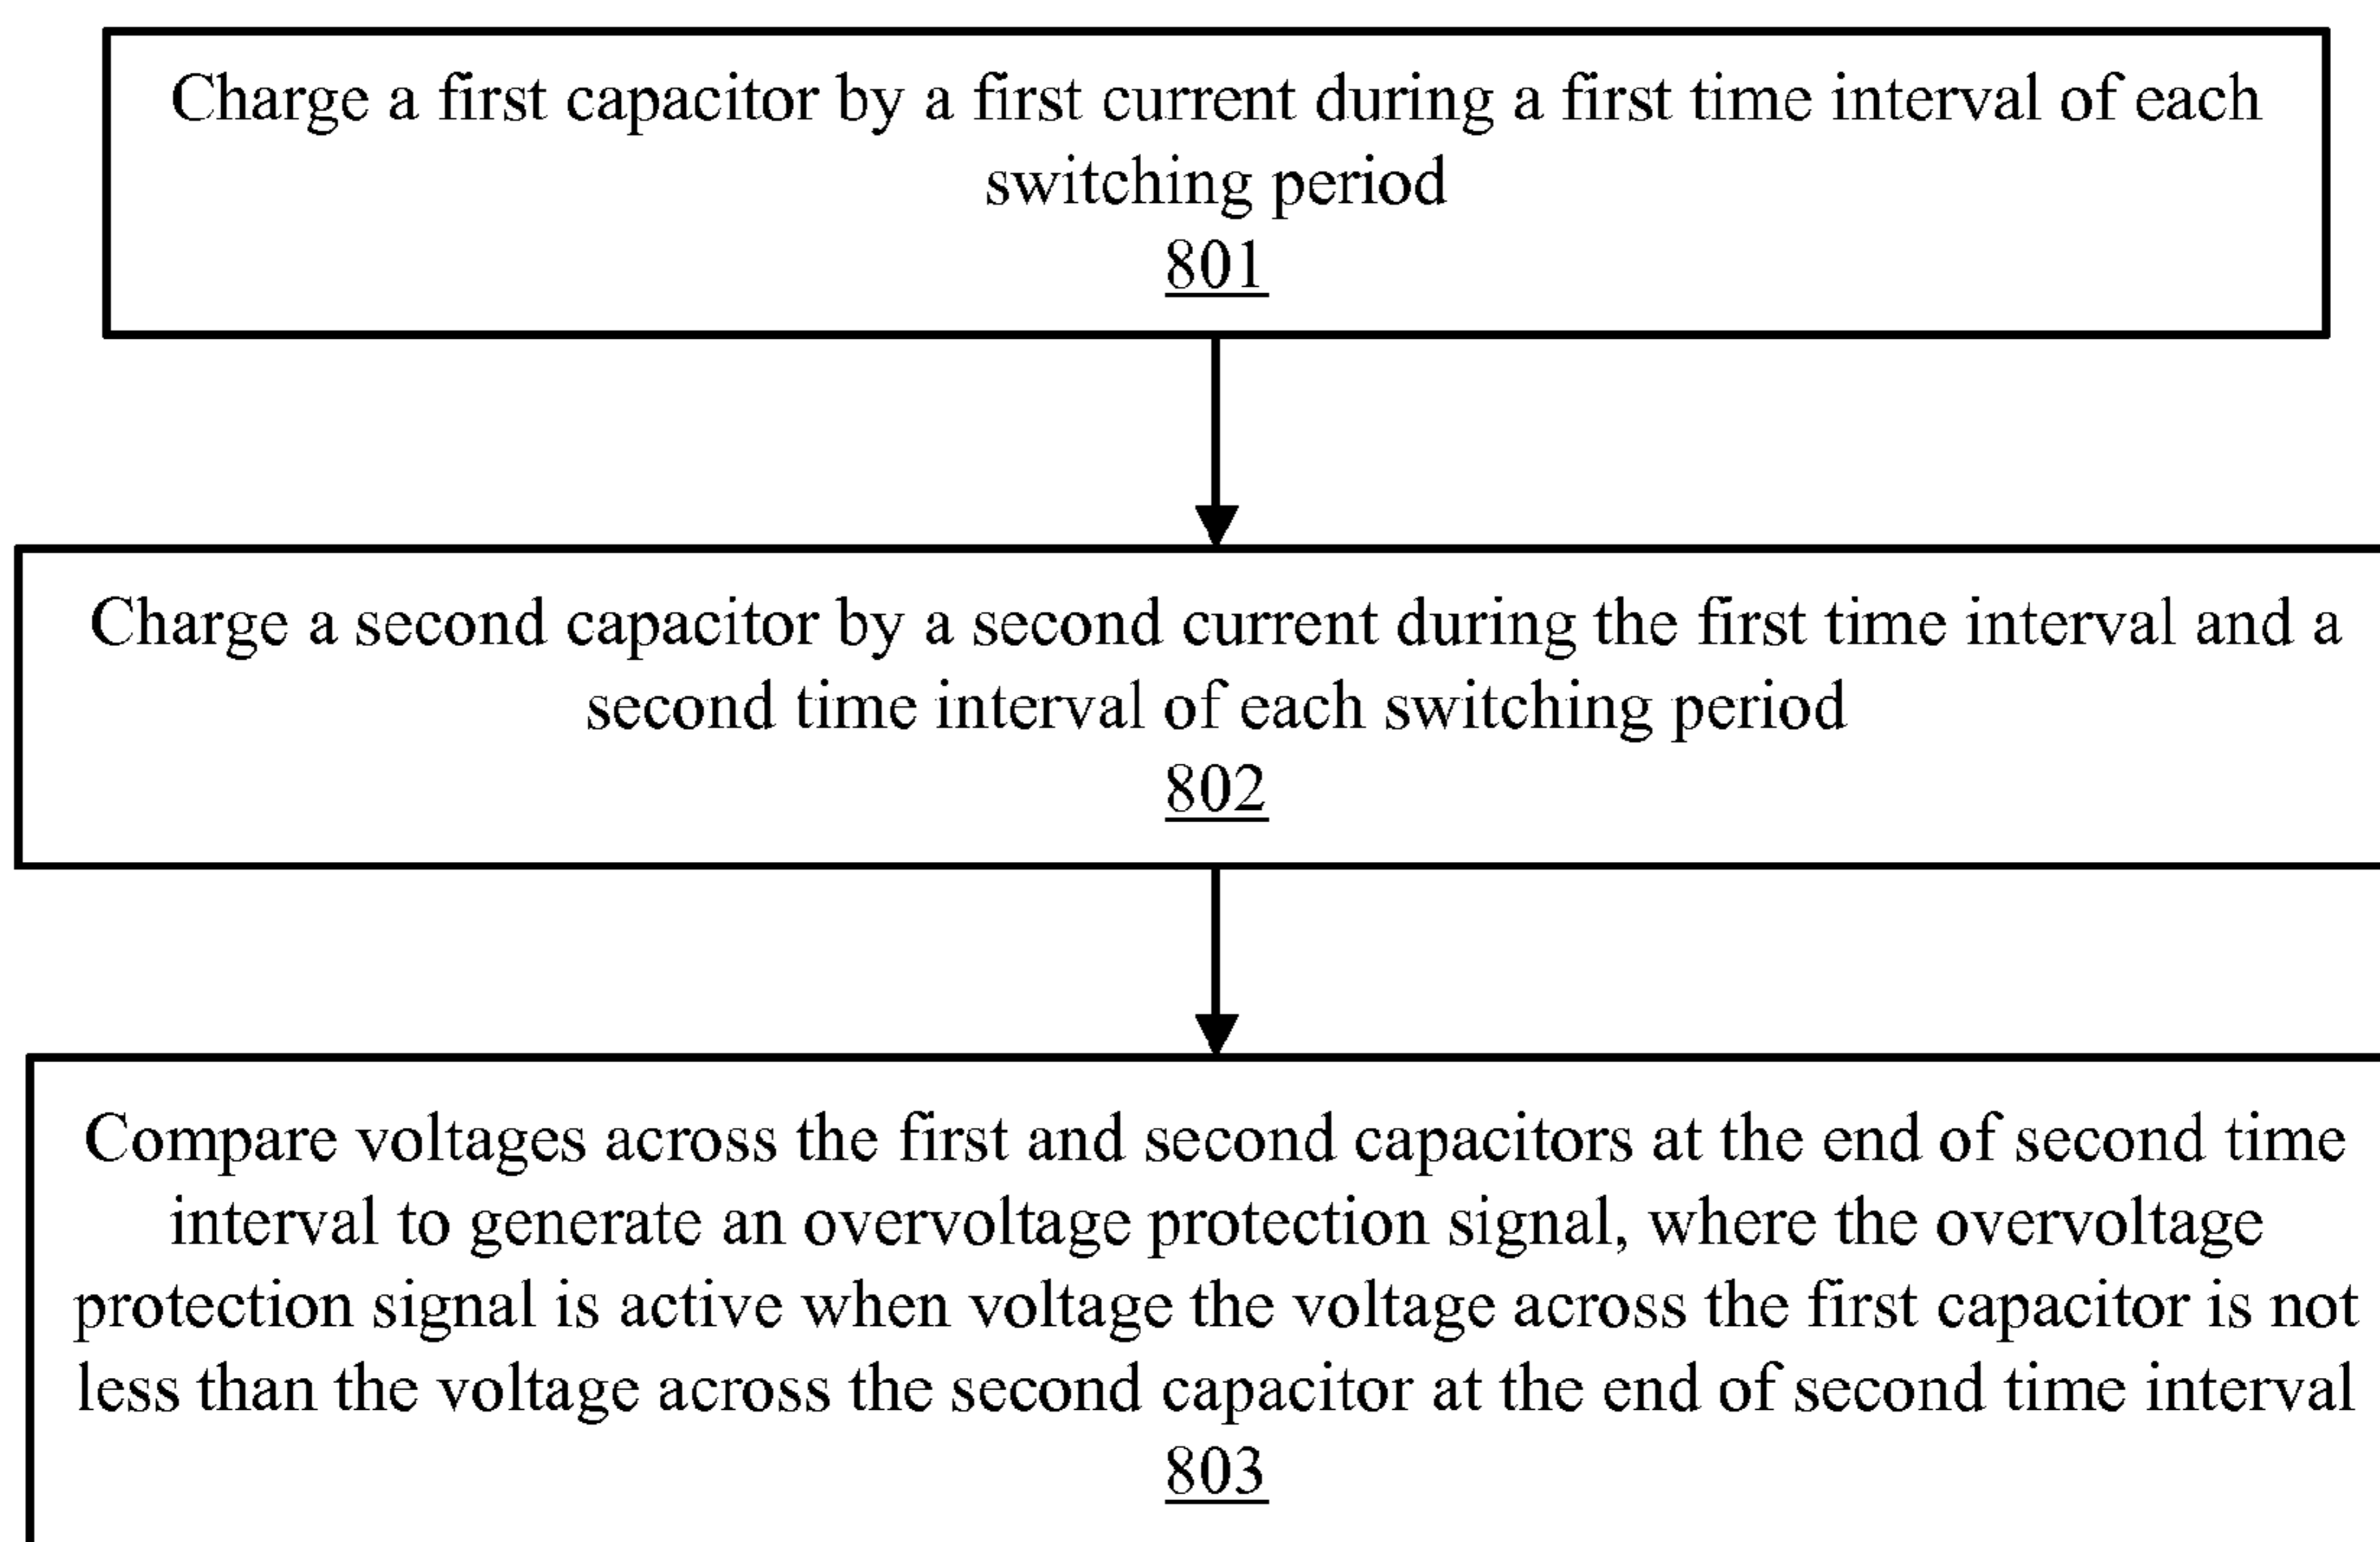 Charge a first capacitor by a first current during a first time interval of each
switching period
801
Charge a second capacitor by a second current during the first time interval and a
second time interval of each switching period
802
Compare voltages across the first and second capacitors at the end of second time
interval to generate an overvoltage protection signal, where the overvoltage
protection signal is active when voltage the voltage across the first capacitor is not
less than the voltage across the second capacitor at the end of second time interval
803